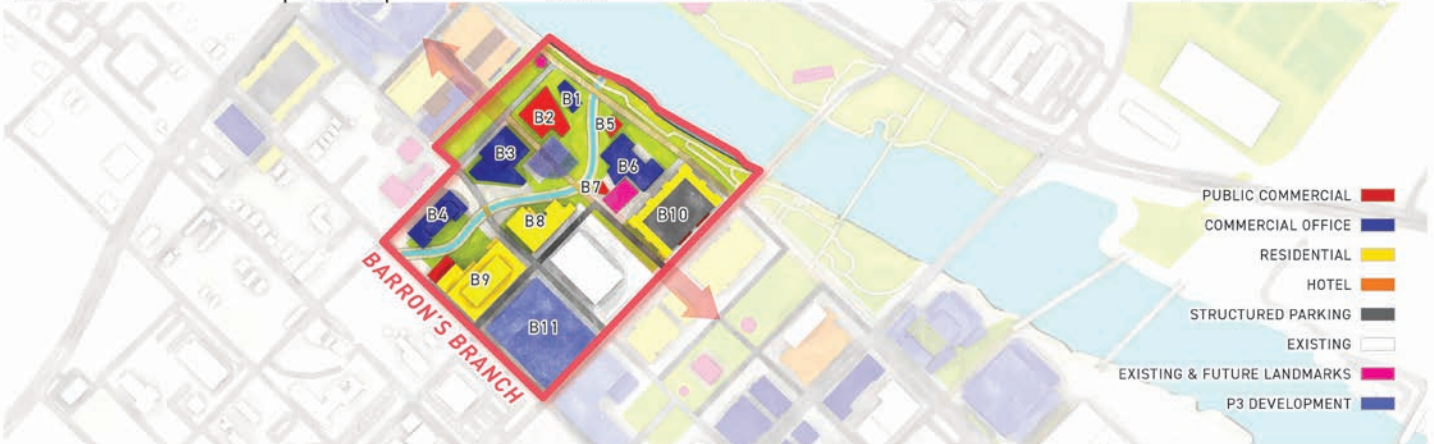 B1
B2
B5
B3
B6
B7
B4
B8
B10
B9
B11
BARRON'S BRANCH
PUBLIC COMMERCIAL
COMMERCIAL OFFICE
RESIDENTIAL
HOTEL
STRUCTURED PARKING
EXISTING
EXISTING & FUTURE LANDMARKS
P3 DEVELOPMENT